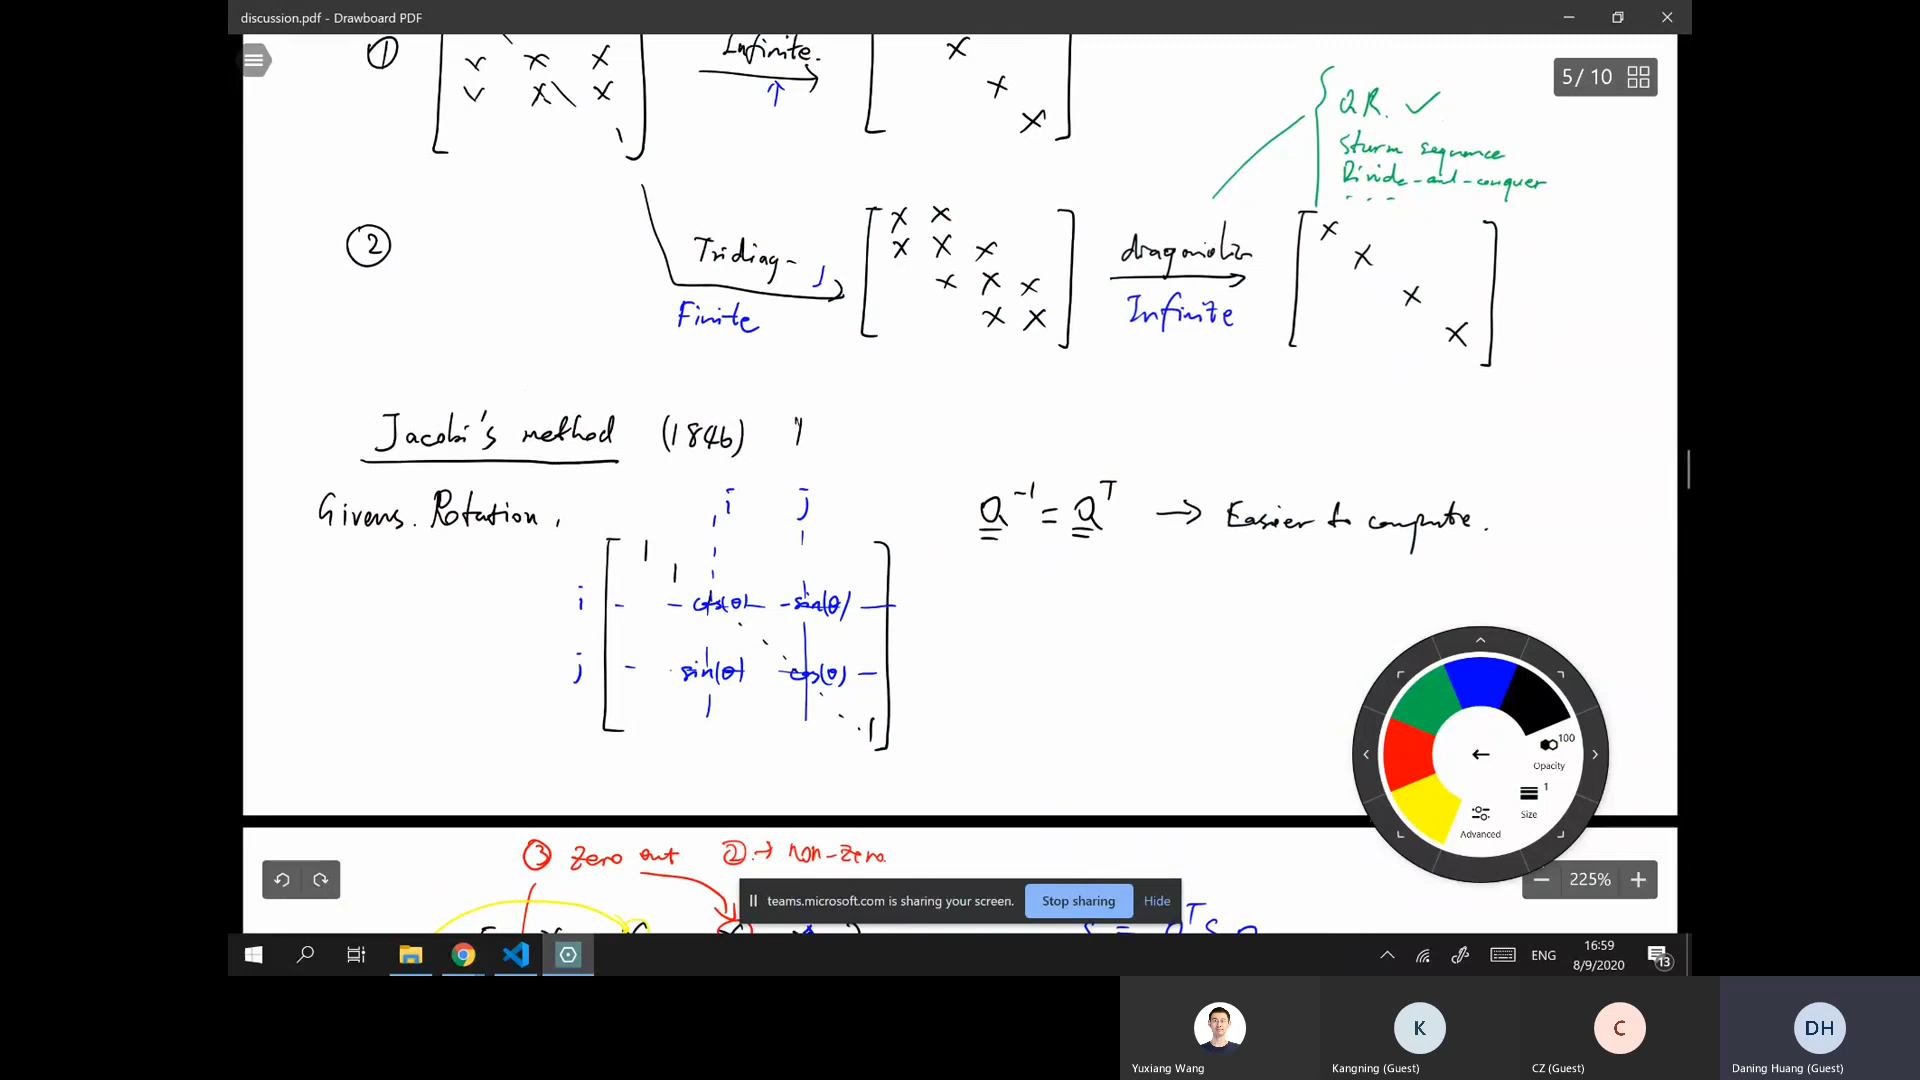 discussion.pdf - Drawboard PDF
5 / 10
①
Infinite.
↑
QR. ✓
Sturm sequence
Divide-and-conquer
....
②
Tridiag-
Finite
Infinite
x x
x x x
x x x
x x
x
x
x
x
Jacobi's method (1846)
Givens. Rotation.
i j
Q⁻¹ = Qᵀ → Easier to compute.
1
1
i - - cos(θ) - - sin(θ) -
j - sin(θ) - cos(θ) -
1
③ Zero out ②.→ non-zero.
100
Opacity
1
Size
Advanced
225%
teams.microsoft.com is sharing your screen.
Stop sharing
Hide
ENG
16:59
8/9/2020
13
Yuxiang Wang
K
Kangning (Guest)
C
CZ (Guest)
DH
Daning Huang (Guest)